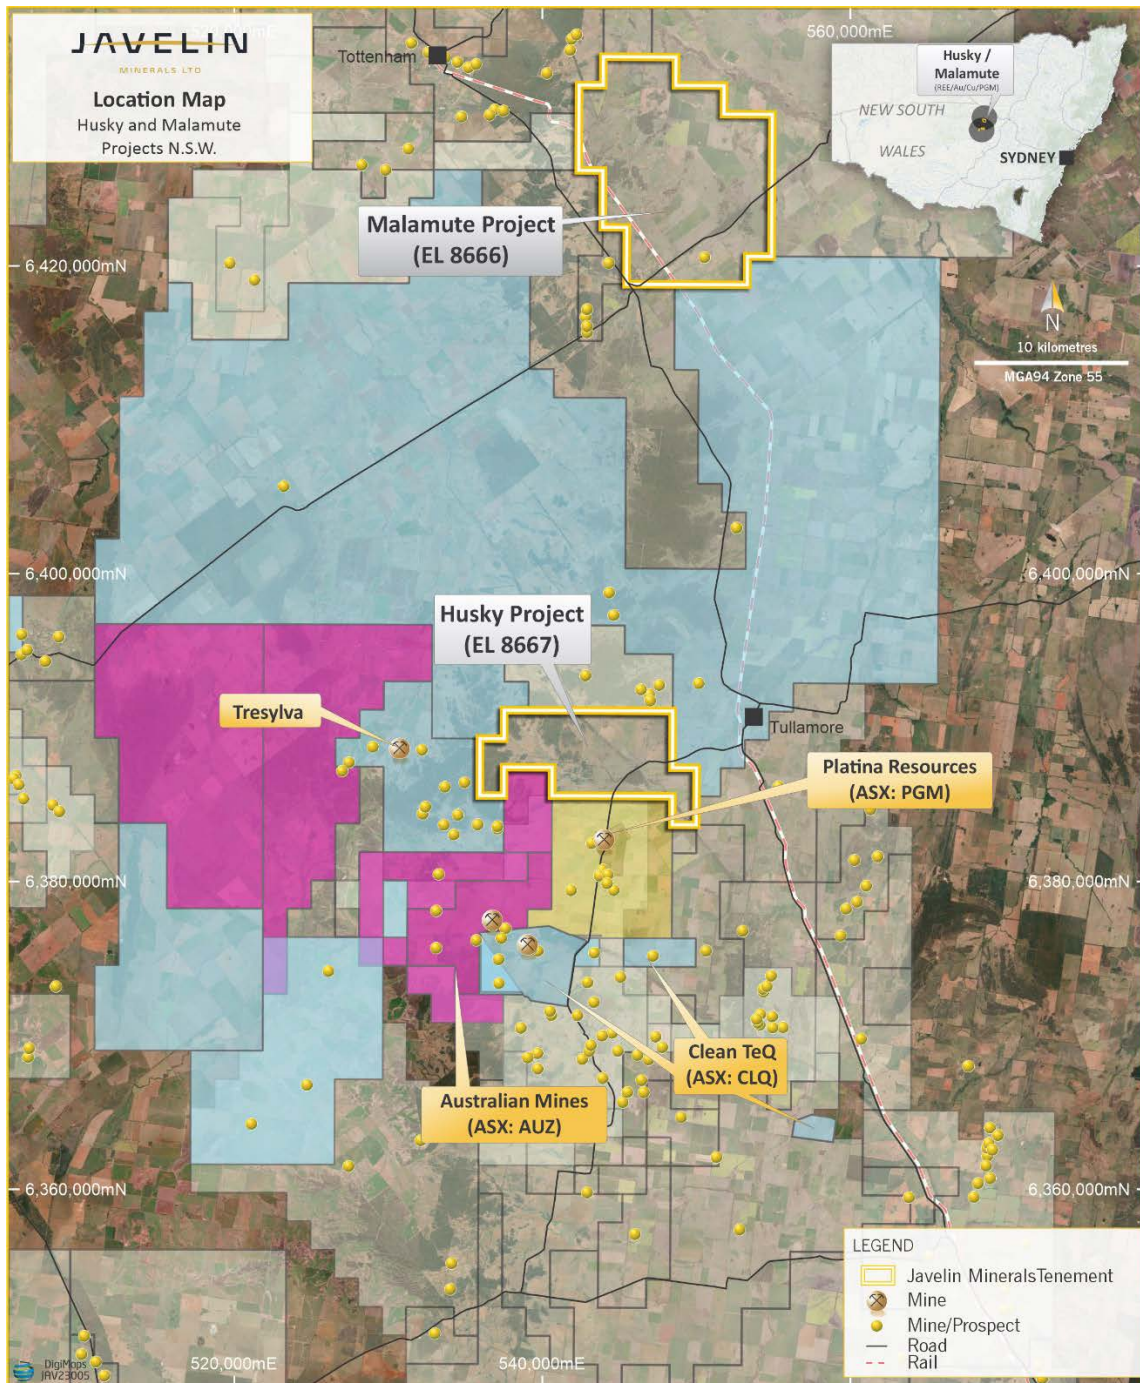 JAVELIN
MINERALS LTD
Location Map
Husky and Malamute
Projects N.S.W.
560,000mE
Tottenham
Husky /
Malamute
(REE/Au/Cu/PGM)
NEW SOUTH
WALES
SYDNEY
Malamute Project
(EL 8666)
6,420,000mN
N
10 kilometres
MGA94 Zone 55
6,400,000mN
6,400,000mN
Husky Project
(EL 8667)
Tresylva
Tullamore
Platina Resources
(ASX: PGM)
6,380,000mN
6,380,000mN
Clean TeQ
(ASX: CLQ)
Australian Mines
(ASX: AUZ)
6,360,000mN
6,360,000mN
LEGEND
Javelin MineralsTenement
Mine
Mine/Prospect
Road
Rail
520,000mE
540,000mE
DigiMaps
JAV23005